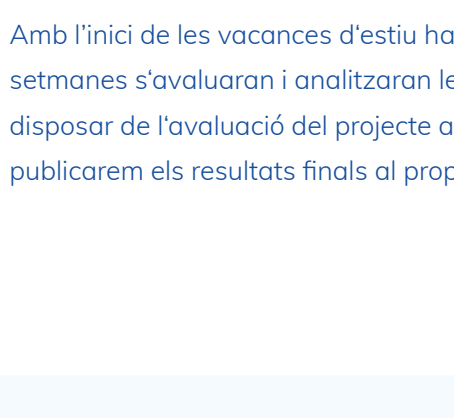 Amb l’inici de les vacances d‘estiu ha
setmanes s‘avaluaran i analitzaran le
disposar de l‘avaluació del projecte a
publicarem els resultats finals al prop